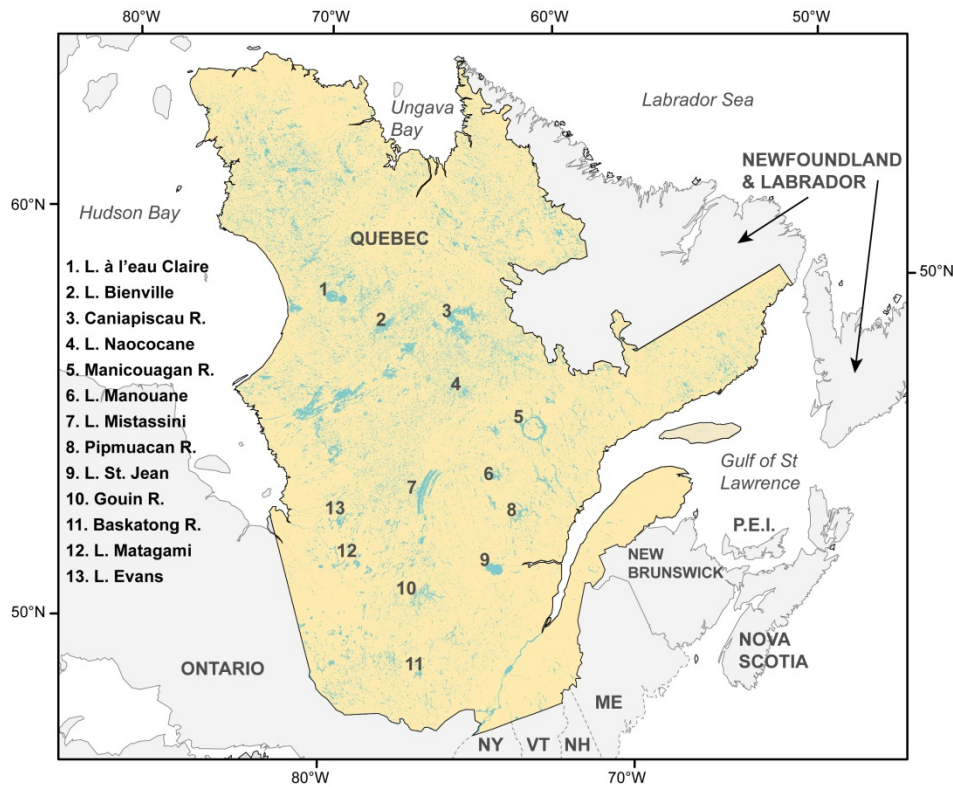 80°W
70°W
60°W
50°W
Labrador Sea
Ungava
Bay
NEWFOUNDLAND
& LABRADOR
60°N
Hudson Bay
QUEBEC
50°N
1. L. à l’eau Claire
2. L. Bienville
3. Caniapiscau R.
4. L. Naococane
5. Manicouagan R.
6. L. Manouane
7. L. Mistassini
8. Pipmuacan R.
9. L. St. Jean
10. Gouin R.
11. Baskatong R.
12. L. Matagami
13. L. Evans
1
2
3
4
5
6
7
8
13
12
9
10
11
Gulf of St
Lawrence
P.E.I.
NEW
BRUNSWICK
NOVA
SCOTIA
50°N
ONTARIO
ME
NY
VT
NH
80°W
70°W